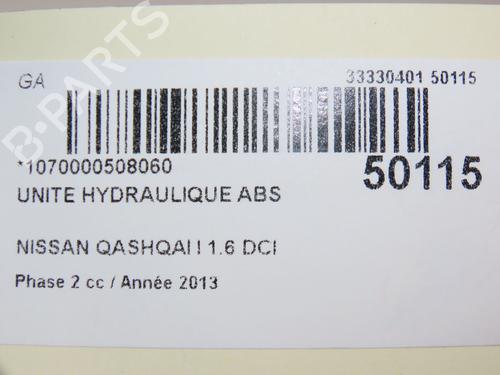 GA
33330401 50115
*1070000508060
50115
UNITE HYDRAULIQUE ABS
NISSAN QASHQAI I 1.6 DCI
Phase 2 cc / Année 2013
B-PARTS